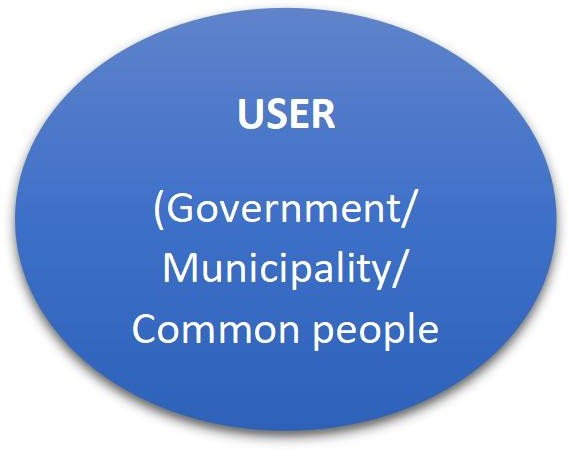 USER
(Government/
Municipality/
Common people